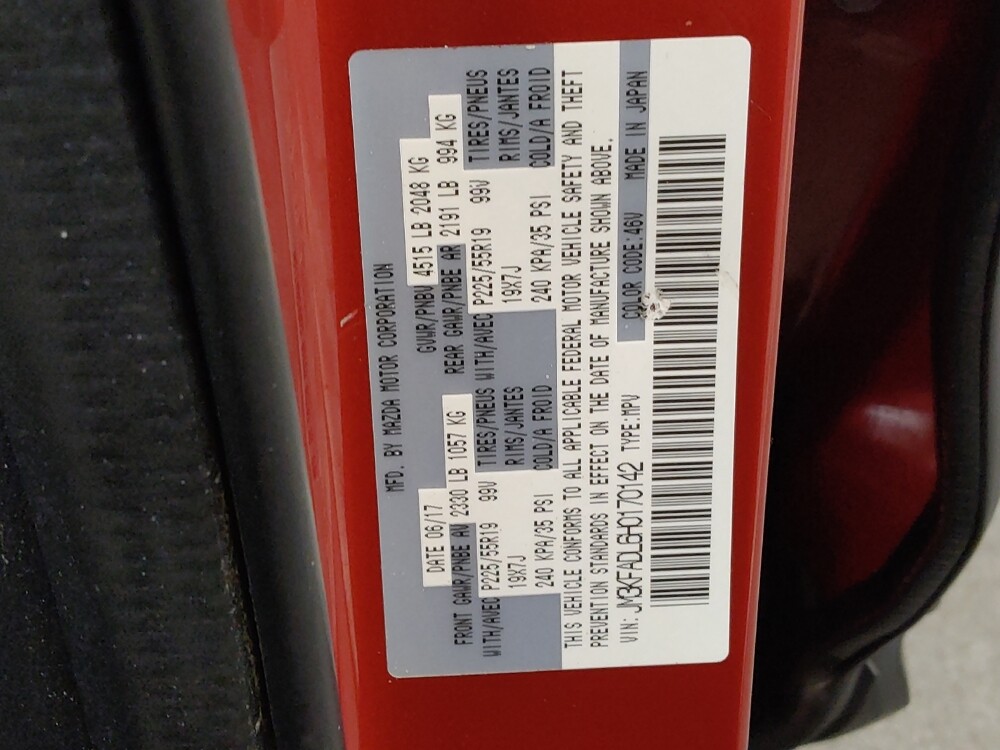 MFD. BY MAZDA MOTOR CORPORATION
DATE 06/17 GVWR/PNBV 4515 LB 2048 KG
FRONT GAWR/PNBE AV 2330 LB 1057 KG REAR GAWR/PNBE AR 2191 LB 994 KG
WITH/AVEC P225/55R19 99V TIRES/PNEUS WITH/AVEC P225/55R19 99V TIRES/PNEUS
19X7J RIMS/JANTES 19X7J RIMS/JANTES
240 KPA/35 PSI COLD/A FROID 240 KPA/35 PSI COLD/A FROID
THIS VEHICLE CONFORMS TO ALL APPLICABLE FEDERAL MOTOR VEHICLE SAFETY AND THEFT
PREVENTION STANDARDS IN EFFECT ON THE DATE OF MANUFACTURE SHOWN ABOVE.
VIN: JM3KFADL6H0170142 TYPE:MPV COLOR CODE:46V MADE IN JAPAN